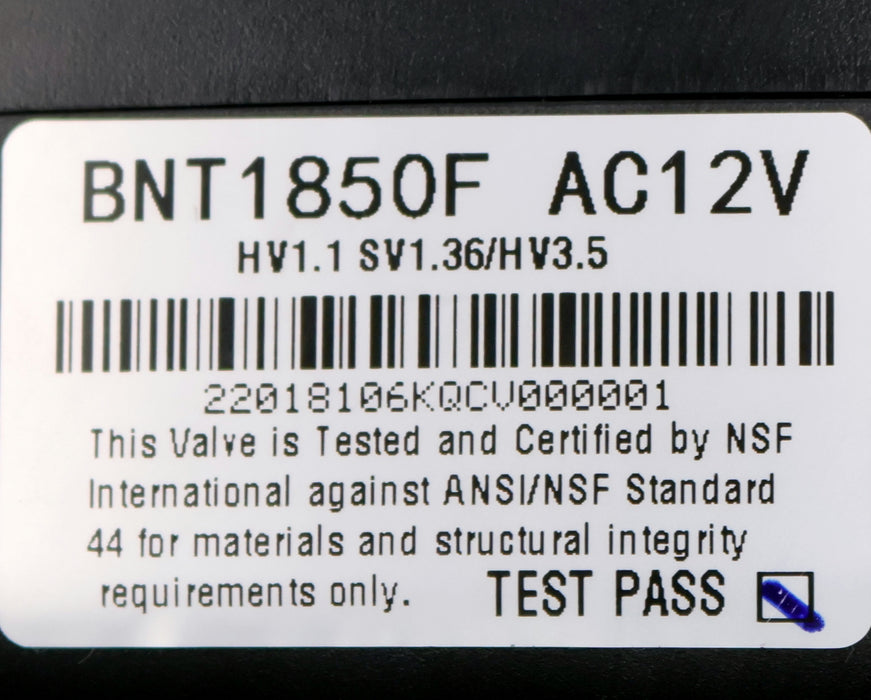 BNT1850F AC12V
HV1.1 SV1.36/HV3.5
22018106KQCV000001
This Valve is Tested and Certified by NSF
International against ANSI/NSF Standard
44 for materials and structural integrity
requirements only. TEST PASS